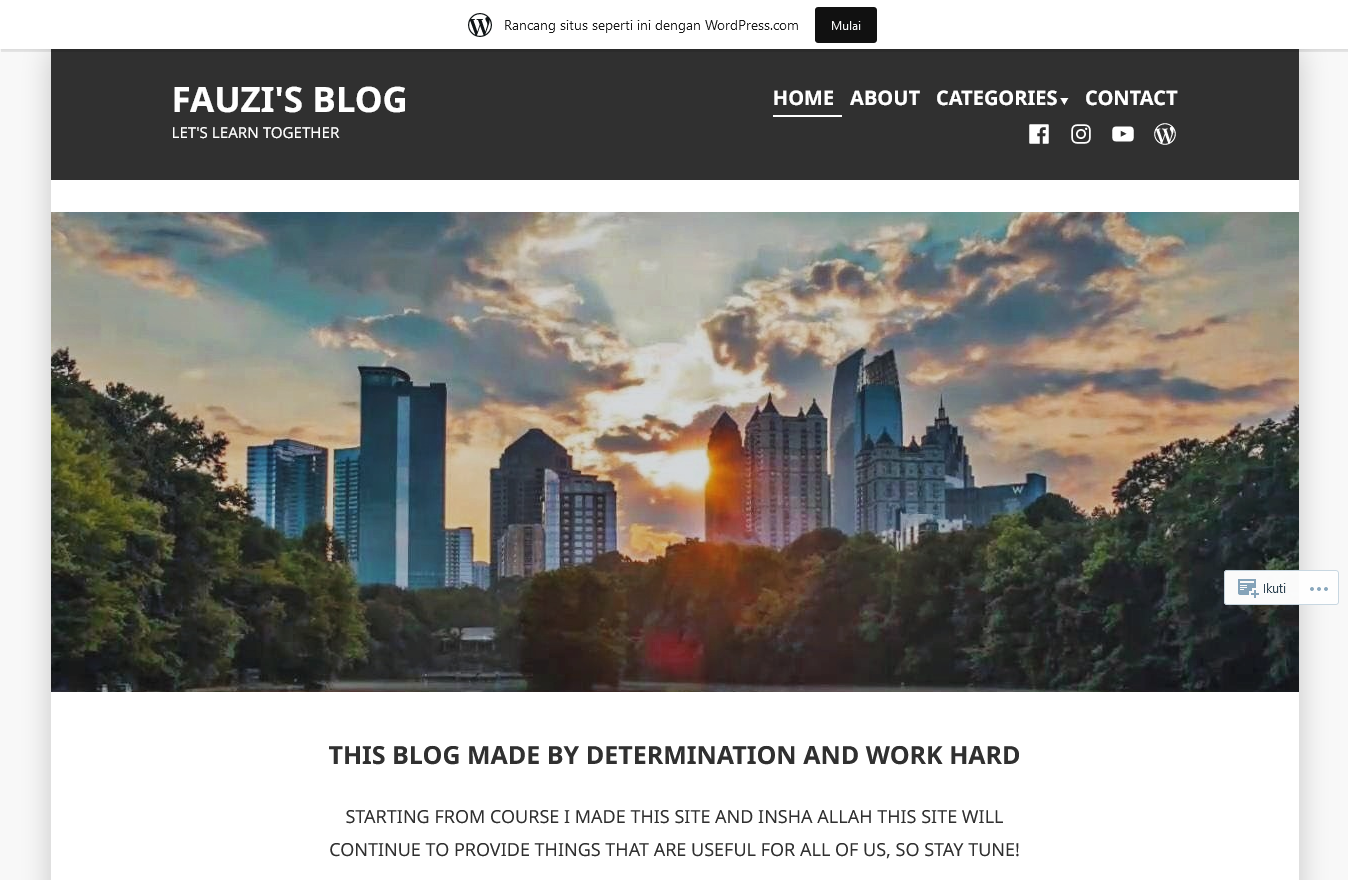 Rancang situs seperti ini dengan WordPress.com
Mulai
FAUZI'S BLOG
LET'S LEARN TOGETHER
HOME ABOUT CATEGORIES CONTACT
W
Ikuti
THIS BLOG MADE BY DETERMINATION AND WORK HARD
STARTING FROM COURSE I MADE THIS SITE AND INSHA ALLAH THIS SITE WILL
CONTINUE TO PROVIDE THINGS THAT ARE USEFUL FOR ALL OF US, SO STAY TUNE!